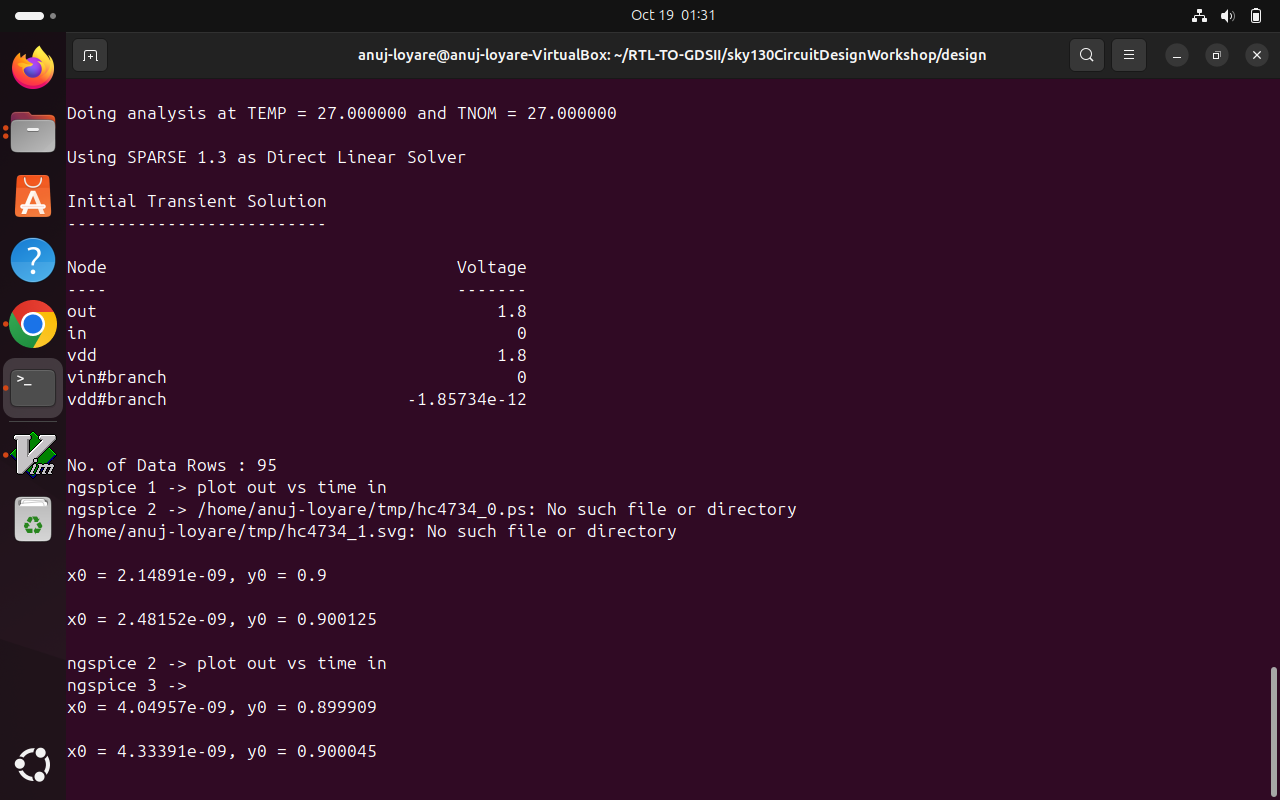 Oct 19 01:31
anuj-loyare@anuj-loyare-VirtualBox: ~/RTL-TO-GDSII/sky130CircuitDesignWorkshop/design
Doing analysis at TEMP = 27.000000 and TNOM = 27.000000
Using SPARSE 1.3 as Direct Linear Solver
Initial Transient Solution
--------------------------
Node Voltage
---- -------
out 1.8
in 0
vdd 1.8
vin#branch 0
vdd#branch -1.85734e-12
No. of Data Rows : 95
ngspice 1 -> plot out vs time in
ngspice 2 -> /home/anuj-loyare/tmp/hc4734_0.ps: No such file or directory
/home/anuj-loyare/tmp/hc4734_1.svg: No such file or directory
x0 = 2.14891e-09, y0 = 0.9
x0 = 2.48152e-09, y0 = 0.900125
ngspice 2 -> plot out vs time in
ngspice 3 ->
x0 = 4.04957e-09, y0 = 0.899909
x0 = 4.33391e-09, y0 = 0.900045